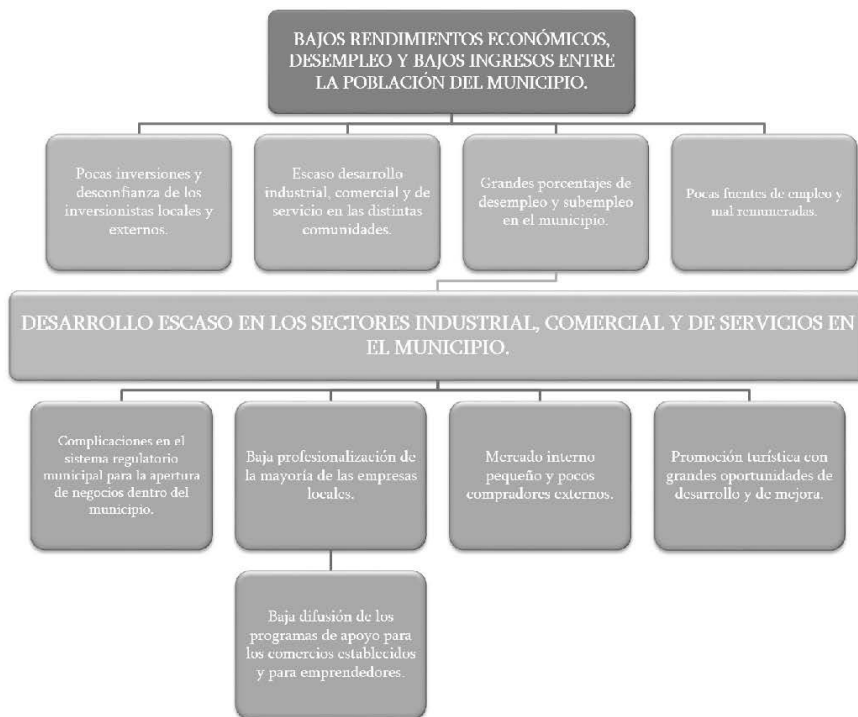 BAJOS RENDIMIENTOS ECONÓMICOS,
DESEMPLEO Y BAJOS INGRESOS ENTRE
LA POBLACIÓN DEL MUNICIPIO.
Pocas inversiones y
desconfianza de los
inversionistas locales y
externos.
Escaso desarrollo
industrial, comercial y de
servicio en las distintas
comunidades.
Grandes porcentajes de
desempleo y subempleo
en el municipio.
Pocas fuentes de empleo y
mal remuneradas.
DESARROLLO ESCASO EN LOS SECTORES INDUSTRIAL, COMERCIAL Y DE SERVICIOS EN
EL MUNICIPIO.
Complicaciones en el
sistema regulatorio
municipal para la apertura
de negocios dentro del
municipio.
Baja profesionalización de
la mayoría de las empresas
locales.
Mercado interno
pequeño y pocos
compradores externos.
Promoción turística con
grandes oportunidades de
desarrollo y de mejora.
Baja difusión de los
programas de apoyo para
los comercios establecidos
y para emprendedores.